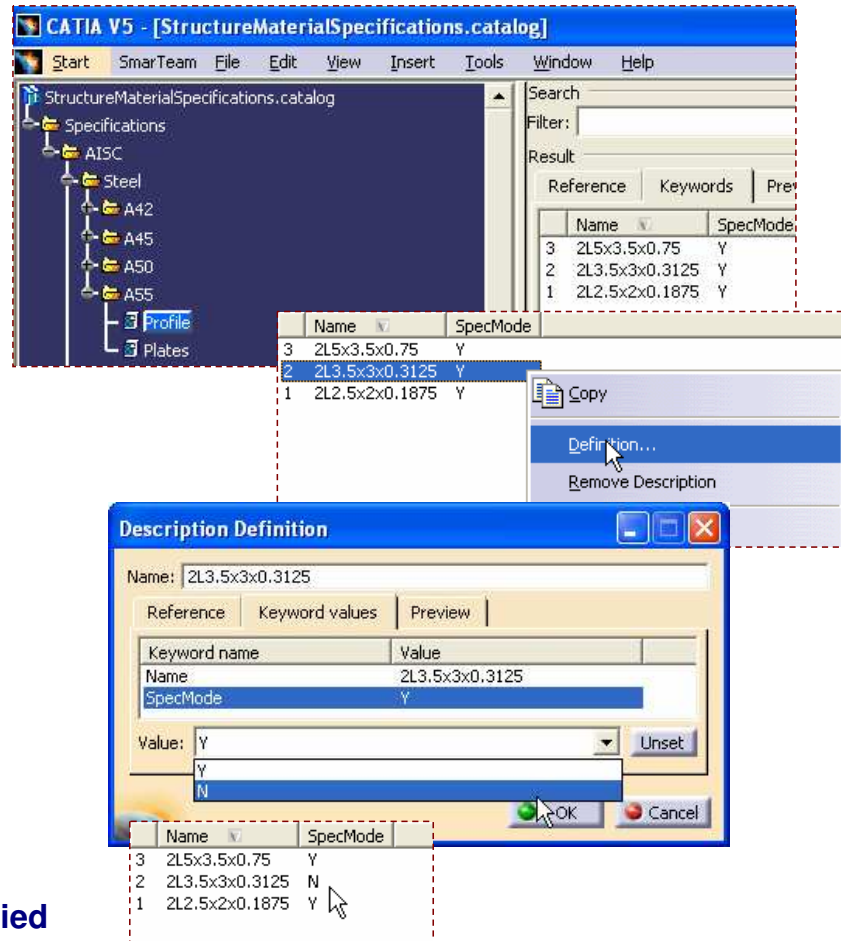 CATIA V5 - [StructureMaterialSpecifications.catalog]
Start SmarTeam File Edit View Insert Tools Window Help
StructureMaterialSpecifications.catalog
Specifications
AISC
Steel
A42
A45
A50
A55
Profile
Plates
Search
Filter:
Result
Reference Keywords Prev
Name SpecMode
3 2L5x3.5x0.75 Y
2 2L3.5x3x0.3125 Y
1 2L2.5x2x0.1875 Y
Name SpecMode
3 2L5x3.5x0.75 Y
2 2L3.5x3x0.3125 Y
1 2L2.5x2x0.1875 Y
Copy
Definition...
Remove Description
Description Definition
Name: 2L3.5x3x0.3125
Reference Keyword values Preview
Keyword name Value
Name 2L3.5x3x0.3125
SpecMode Y
Value: Y Unset
Y
N
OK Cancel
Name SpecMode
3 2L5x3.5x0.75 Y
2 2L3.5x3x0.3125 N
1 2L2.5x2x0.1875 Y
ied